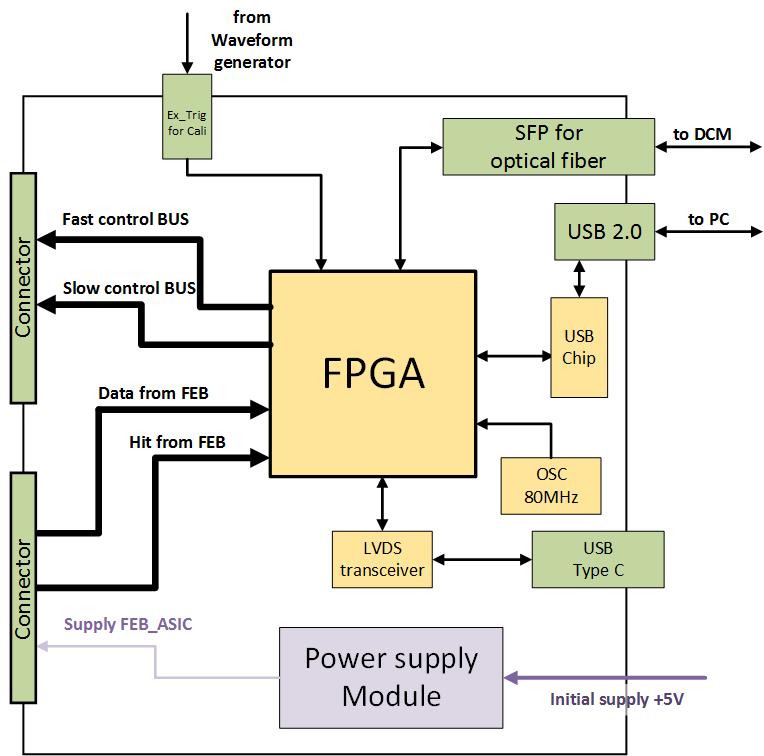 from
Waveform
generator
Ex_Trig
for Cali
SFP for
optical fiber
to DCM
USB 2.0
to PC
Connector
Fast control BUS
Slow control BUS
USB
Chip
FPGA
Data from FEB
Hit from FEB
OSC
80MHz
Connector
LVDS
transceiver
USB
Type C
Supply FEB_ASIC
Power supply
Module
Initial supply +5V